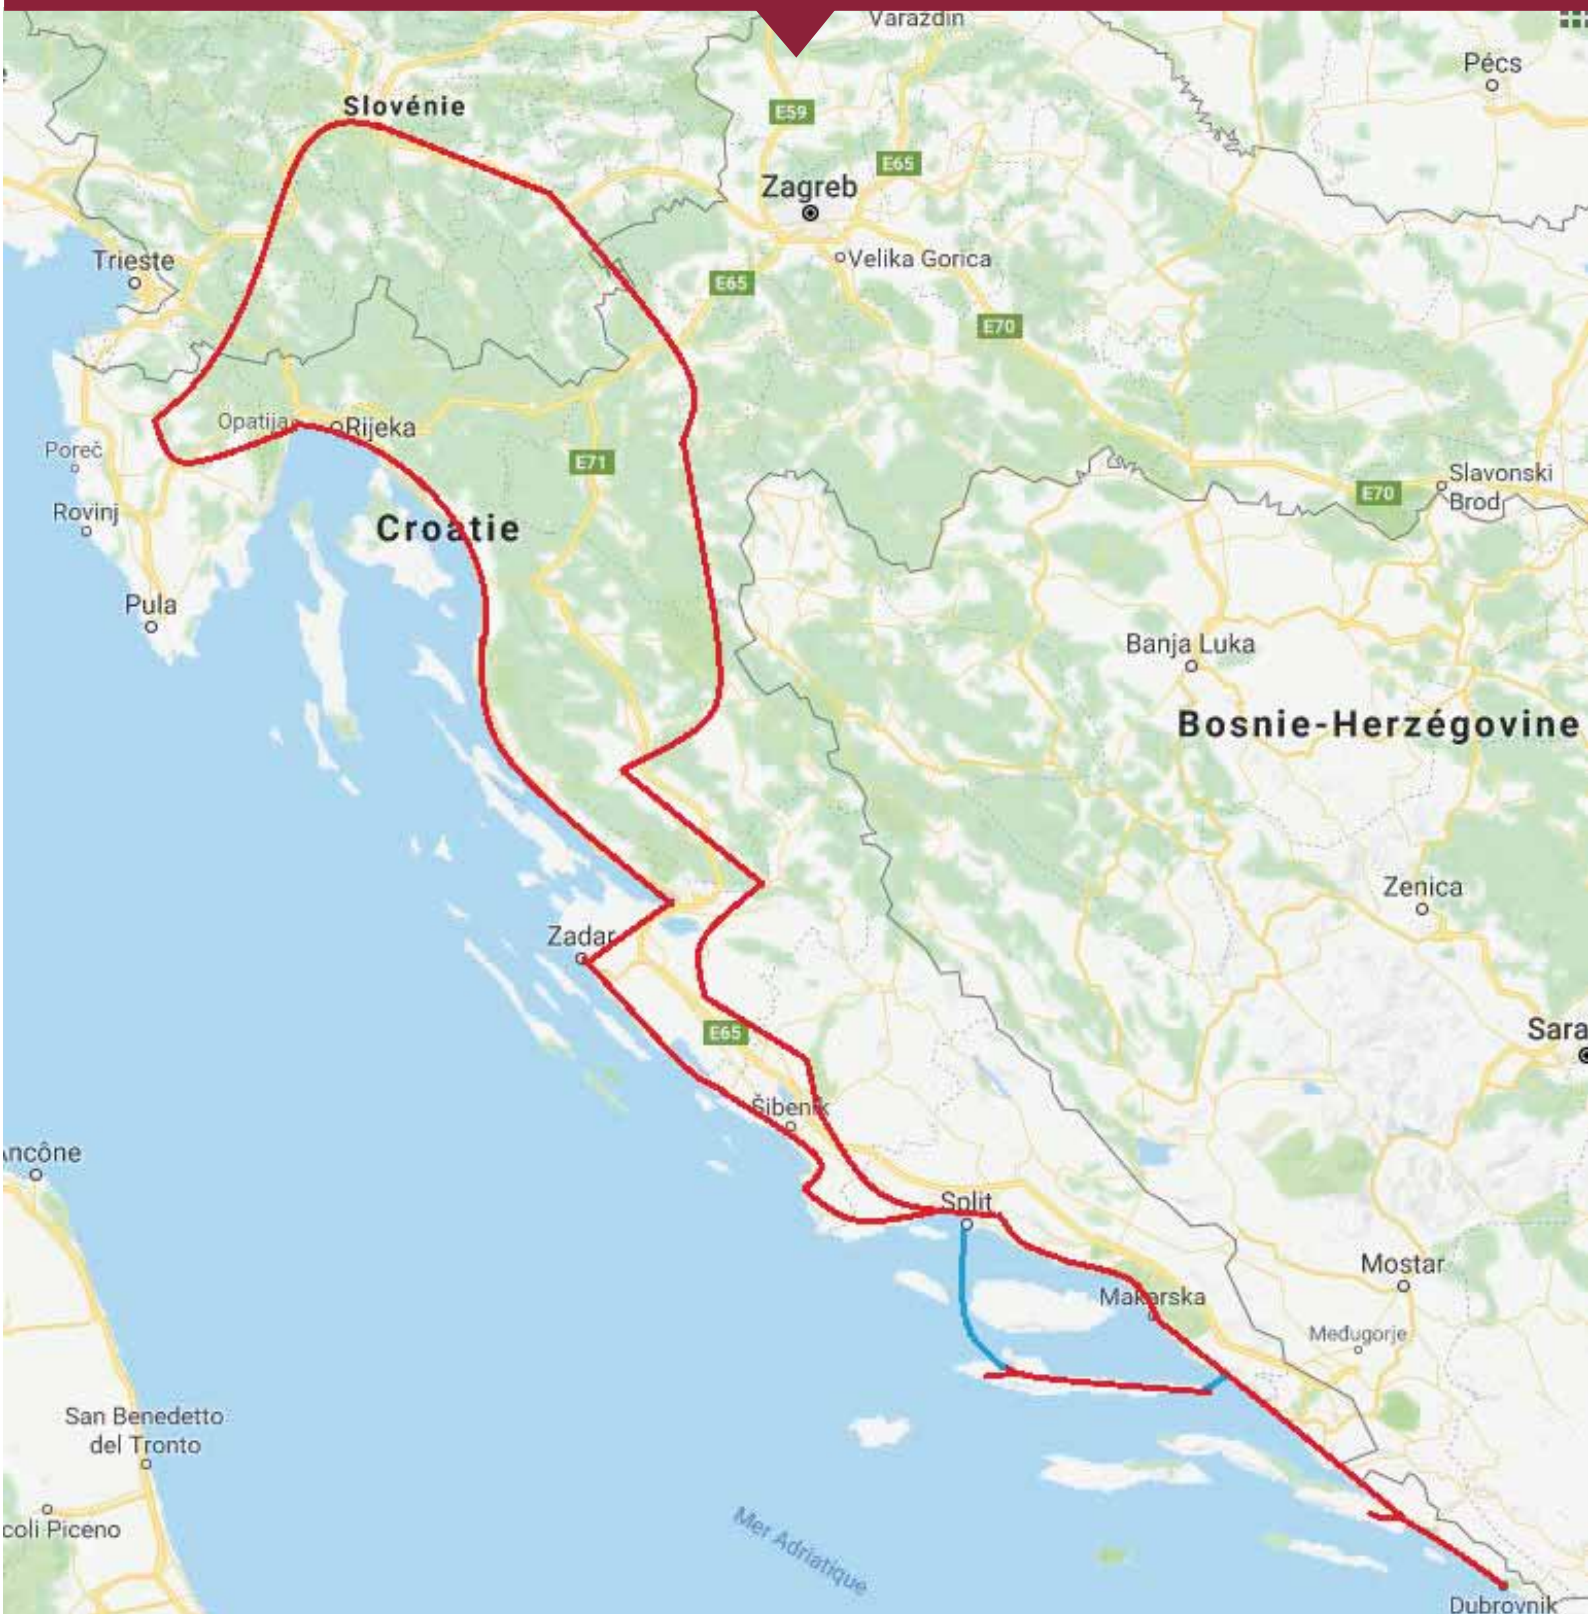 Varaždin
Pécs
Slovénie
E59
E65
Zagreb
Velika Gorica
Trieste
E65
E70
Opatija
Rijeka
Poreč
E71
Slavonski
Brod
E70
Rovinj
Croatie
Pula
Banja Luka
Bosnie-Herzégovine
Zenica
Zadar
E65
Sara
Šibenik
Ancône
Split
Mostar
Makarska
Međugorje
San Benedetto
del Tronto
coli Piceno
Mer Adriatique
Dubrovnik